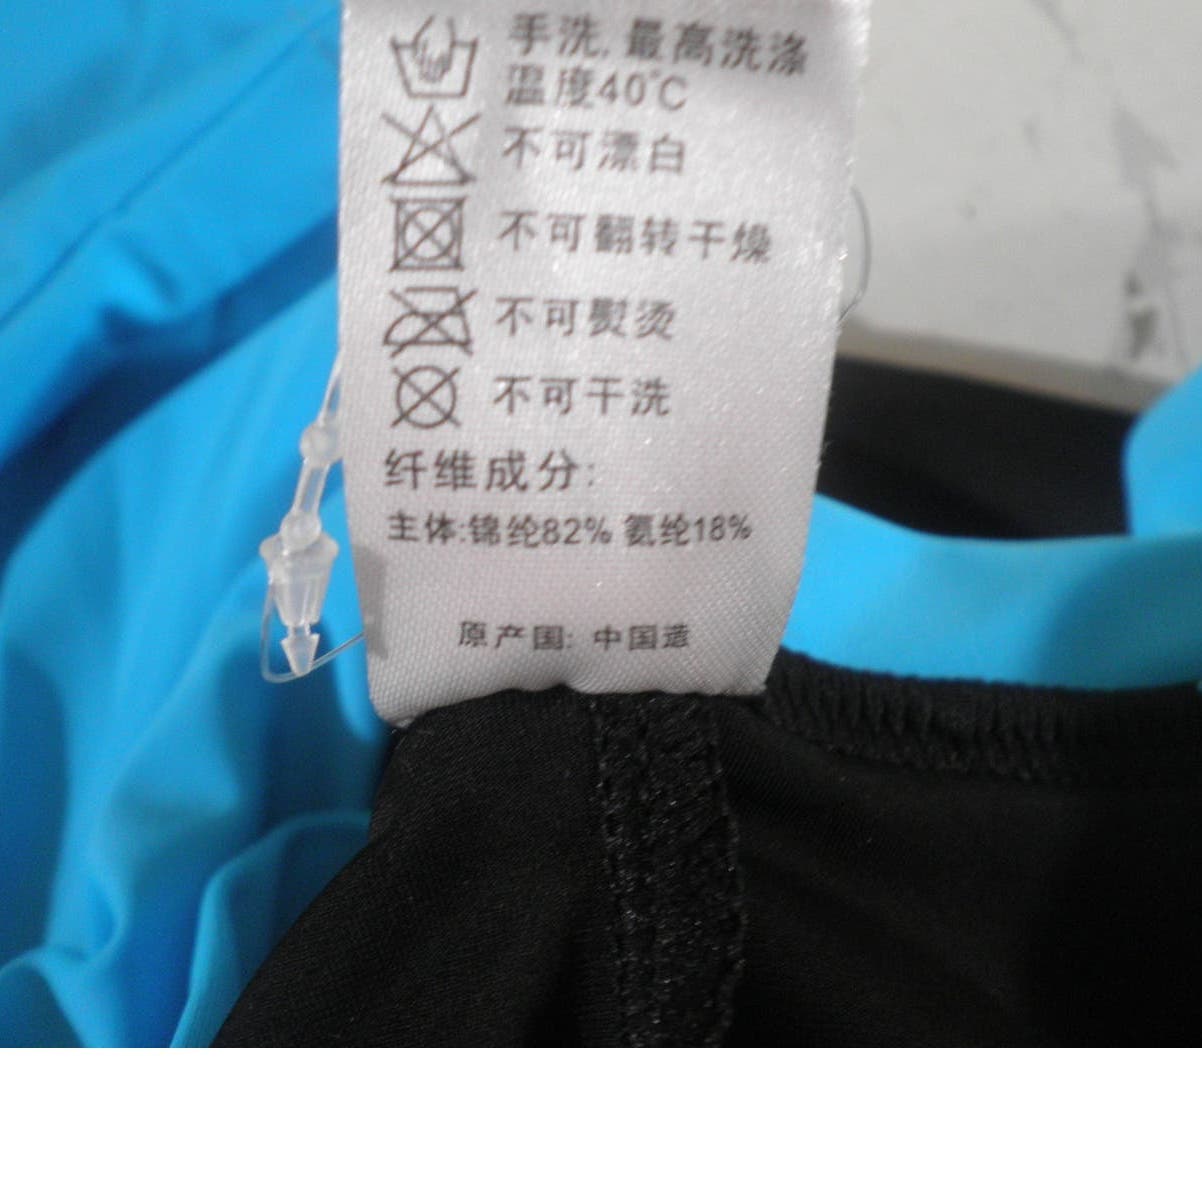 手洗,最高洗涤
温度40℃
不可漂白
不可翻转干燥
不可熨烫
不可干洗
纤维成分:
主体:锦纶82% 氨纶18%
原产国: 中国造